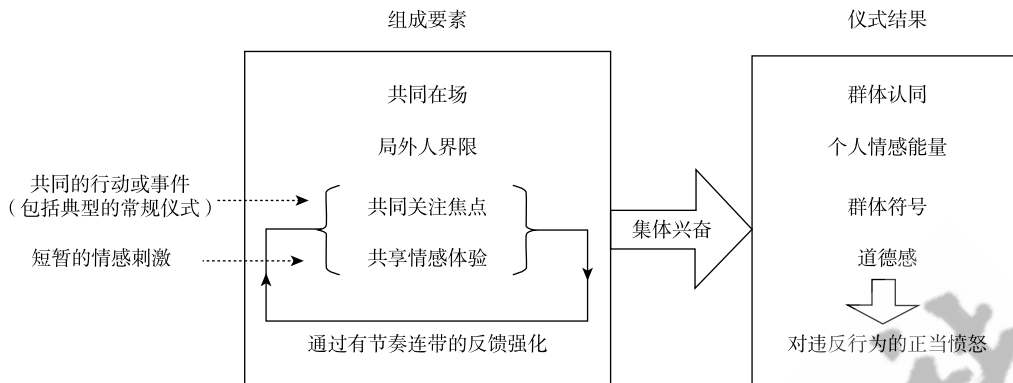 组成要素
仪式结果
共同在场
局外人界限
共同的行动或事件
（包括典型的常规仪式）
短暂的情感刺激
共同关注焦点
共享情感体验
通过有节奏连带的反馈强化
集体兴奋
群体认同
个人情感能量
群体符号
道德感
对违反行为的正当愤怒